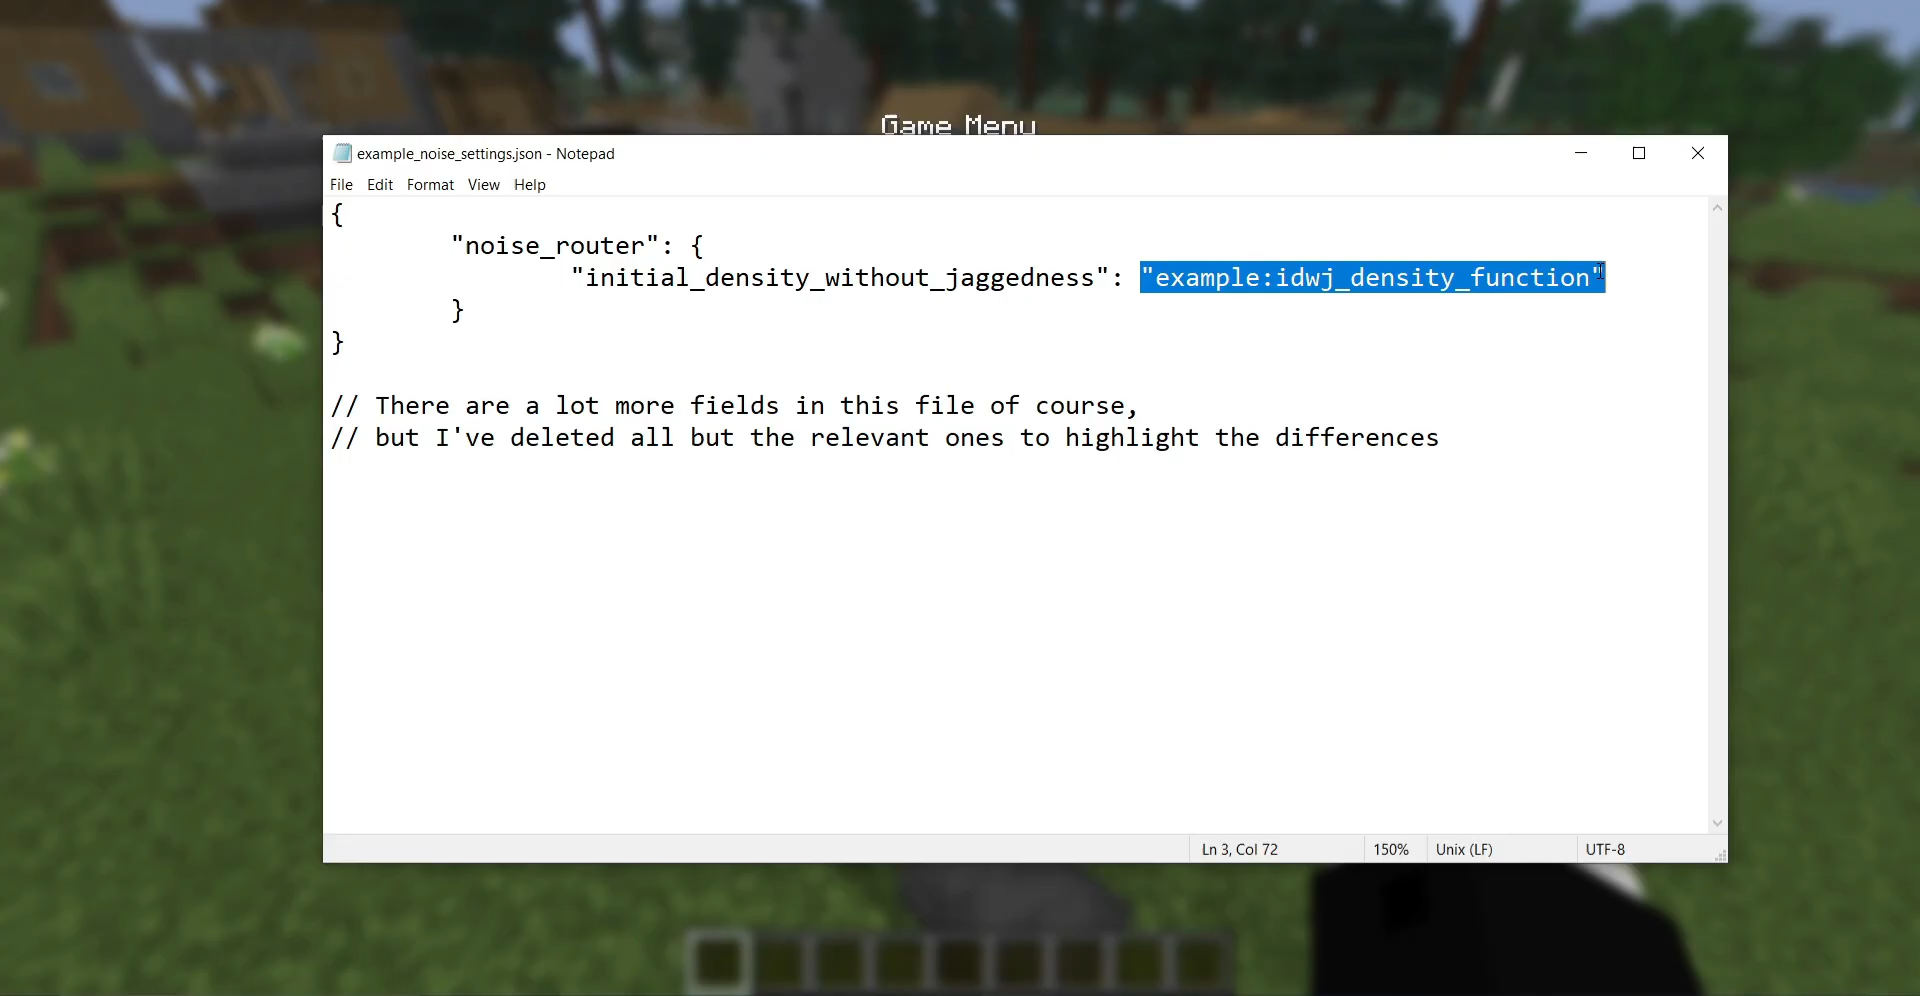 Game Menu
example_noise_settings.json - Notepad
File Edit Format View Help
{
"noise_router": {
"initial_density_without_jaggedness": "example:idwj_density_function"
}
}
// There are a lot more fields in this file of course,
// but I've deleted all but the relevant ones to highlight the differences
Ln 3, Col 72 150% Unix (LF) UTF-8